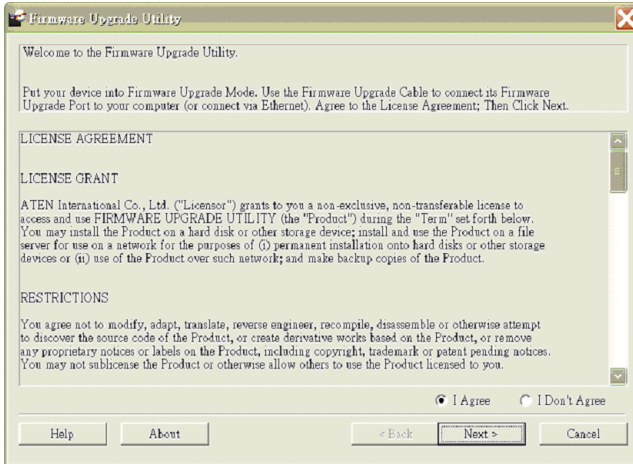 Firmware Upgrade Utility
Welcome to the Firmware Upgrade Utility.
Put your device into Firmware Upgrade Mode. Use the Firmware Upgrade Cable to connect its Firmware
Upgrade Port to your computer (or connect via Ethernet). Agree to the License Agreement; Then Click Next.
LICENSE AGREEMENT
LICENSE GRANT
ATEN International Co., Ltd. ("Licensor") grants to you a non-exclusive, non-transferable license to
access and use FIRMWARE UPGRADE UTILITY (the "Product") during the "Term" set forth below.
You may install the Product on a hard disk or other storage device; install and use the Product on a file
server for use on a network for the purposes of (i) permanent installation onto hard disks or other storage
devices or (ii) use of the Product over such network; and make backup copies of the Product.
RESTRICTIONS
You agree not to modify, adapt, translate, reverse engineer, recompile, disassemble or otherwise attempt
to discover the source code of the Product, or create derivative works based on the Product, or remove
any proprietary notices or labels on the Product, including copyright, trademark or patent pending notices.
You may not sublicense the Product or otherwise allow others to use the Product licensed to you.
I Agree I Don't Agree
Help About < Back Next > Cancel